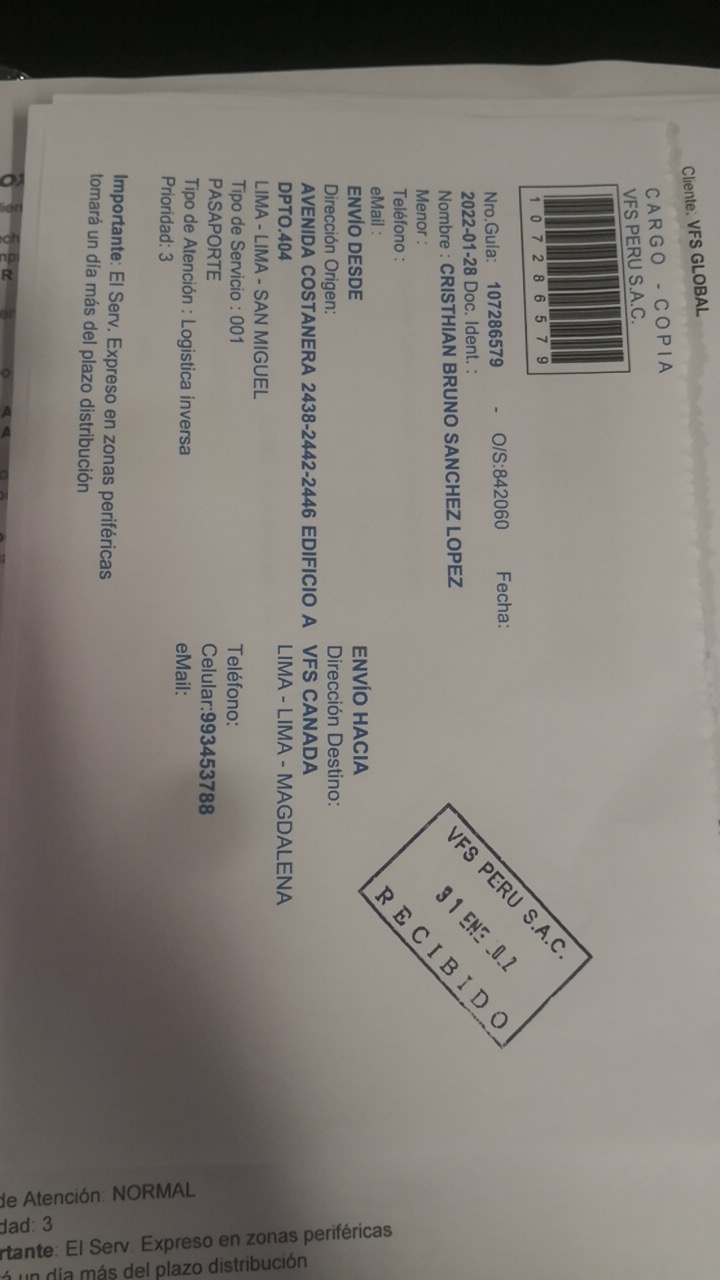 Cliente: VFS GLOBAL
CARGO - COPIA
VFS PERU S.A.C.
107286579
Nro.Guía: 107286579 - O/S:842060 Fecha:
2022-01-28 Doc. Ident. :
Nombre : CRISTHIAN BRUNO SANCHEZ LOPEZ
Menor :
Teléfono :
eMail :
ENVÍO DESDE
Dirección Origen:
AVENIDA COSTANERA 2438-2442-2446 EDIFICIO A
DPTO.404
LIMA - LIMA - SAN MIGUEL
Tipo de Servicio : 001
PASAPORTE
Tipo de Atención : Logistica inversa
Prioridad: 3
ENVÍO HACIA
Dirección Destino:
VFS CANADA
LIMA - LIMA - MAGDALENA
Teléfono:
Celular:993453788
eMail:
Importante: El Serv. Expreso en zonas periféricas
tomará un día más del plazo distribución
VFS PERU S.A.C.
31 ENE
RECIBIDO
de Atención: NORMAL
dad: 3
rtante: El Serv. Expreso en zonas periféricas
á un día más del plazo distribución